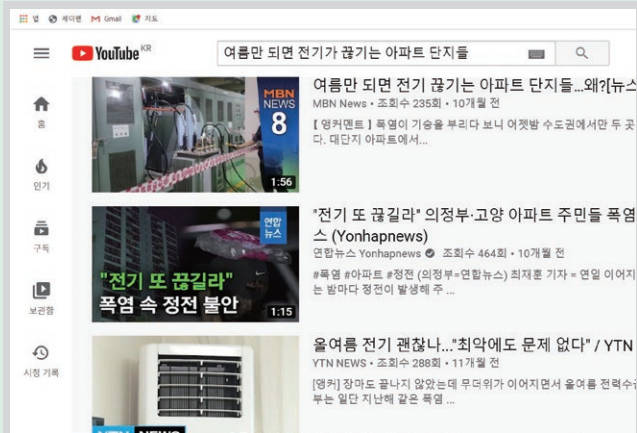 앱 세이펜 Gmail 지도
YouTube KR
여름만 되면 전기가 끊기는 아파트 단지들
홈
인기
구독
보관함
시청 기록
MBN
NEWS
8
1:56
여름만 되면 전기 끊기는 아파트 단지들...왜?[뉴스
MBN News • 조회수 235회 • 10개월 전
【 앵커멘트 】 폭염이 기승을 부리다 보니 어젯밤 수도권에서만 두 곳
다. 대단지 아파트에서...
연합
뉴스
"전기 또 끊길라"
폭염 속 정전 불안
1:15
"전기 또 끊길라" 의정부·고양 아파트 주민들 폭염
스 (Yonhapnews)
연합뉴스 Yonhapnews 조회수 464회 • 10개월 전
#폭염 #아파트 #정전 (의정부=연합뉴스) 최재훈 기자 = 연일 이어지
는 밤마다 정전이 발생해 주 ...
올여름 전기 괜찮나..."최악에도 문제 없다" / YTN
YTN NEWS • 조회수 288회 • 11개월 전
[앵커] 장마도 끝나지 않았는데 무더위가 이어지면서 올여름 전력수급
부는 일단 지난해 같은 폭염 ...
YTN NEWS